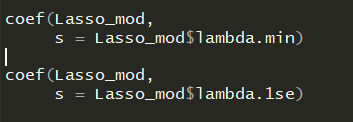 coef(Lasso_mod,
     s = Lasso_mod$lambda.min)

coef(Lasso_mod,
     s = Lasso_mod$lambda.1se)